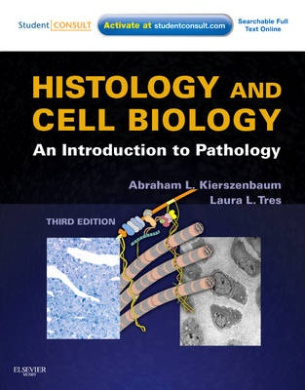 Student CONSULT
Activate at studentconsult.com
Searchable Full
Text Online
HISTOLOGY AND
CELL BIOLOGY
An Introduction to Pathology
Abraham L. Kierszenbaum
Laura L. Tres
THIRD EDITION
ELSEVIER